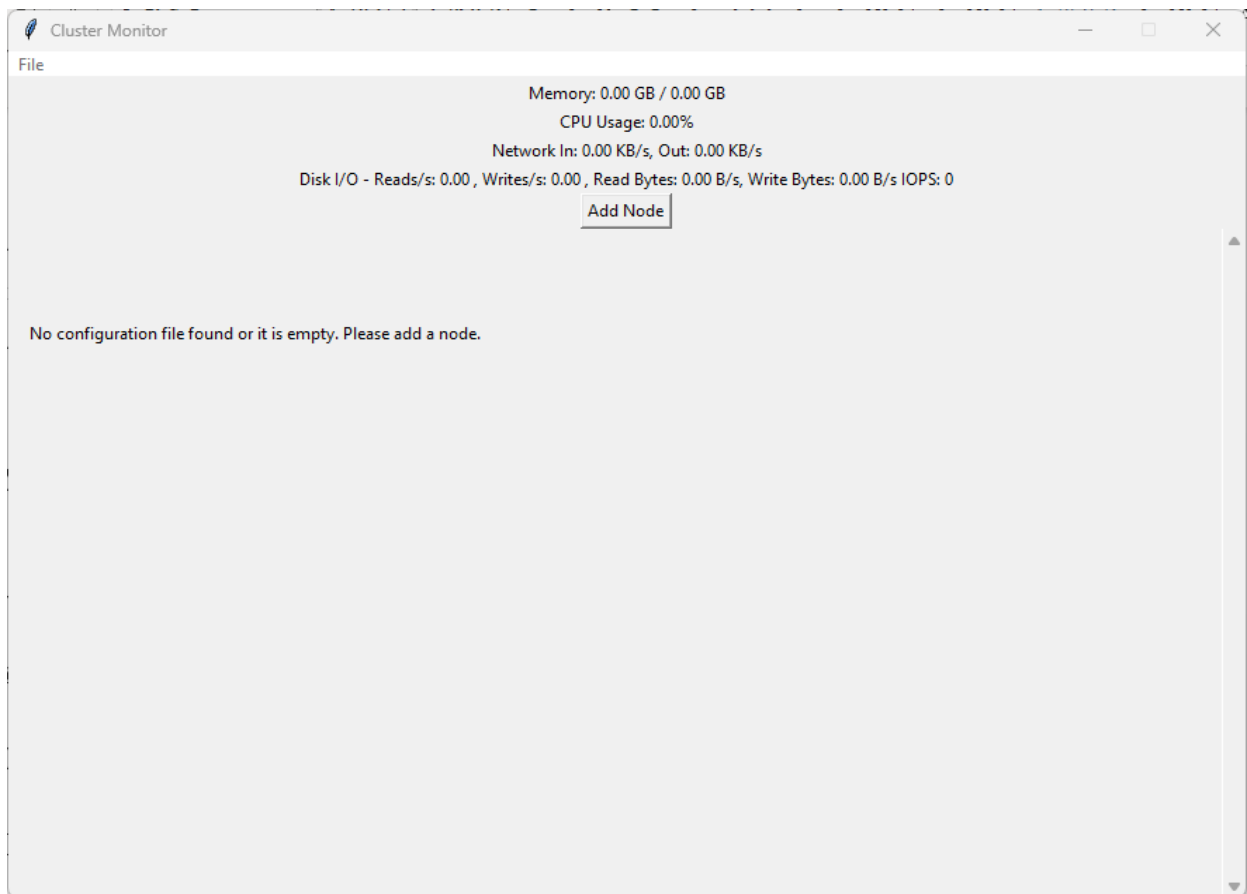 Cluster Monitor
File
Memory: 0.00 GB / 0.00 GB
CPU Usage: 0.00%
Network In: 0.00 KB/s, Out: 0.00 KB/s
Disk I/O - Reads/s: 0.00 , Writes/s: 0.00 , Read Bytes: 0.00 B/s, Write Bytes: 0.00 B/s IOPS: 0
Add Node
No configuration file found or it is empty. Please add a node.